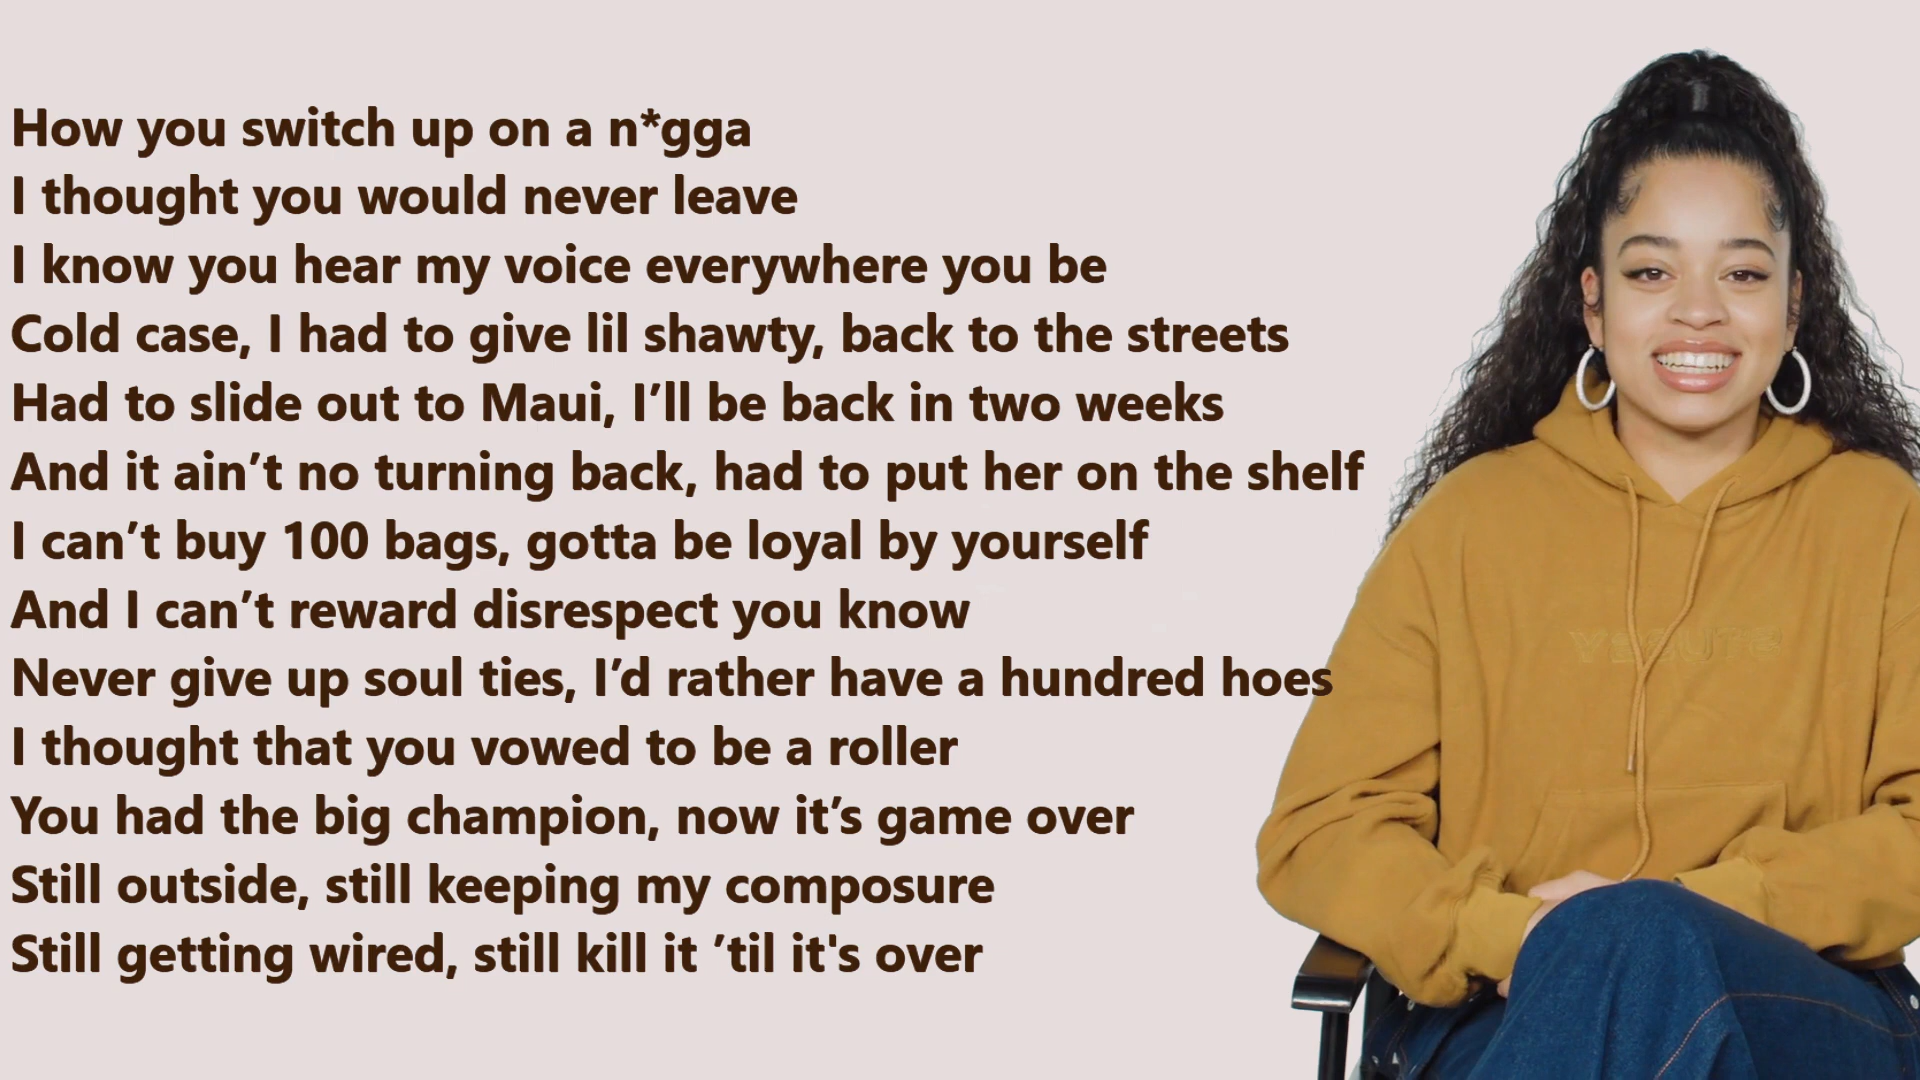 How you switch up on a n*gga
I thought you would never leave
I know you hear my voice everywhere you be
Cold case, I had to give lil shawty, back to the streets
Had to slide out to Maui, I’ll be back in two weeks
And it ain’t no turning back, had to put her on the shelf
I can’t buy 100 bags, gotta be loyal by yourself
And I can’t reward disrespect you know
Never give up soul ties, I’d rather have a hundred hoes
I thought that you vowed to be a roller
You had the big champion, now it’s game over
Still outside, still keeping my composure
Still getting wired, still kill it ’til it's over